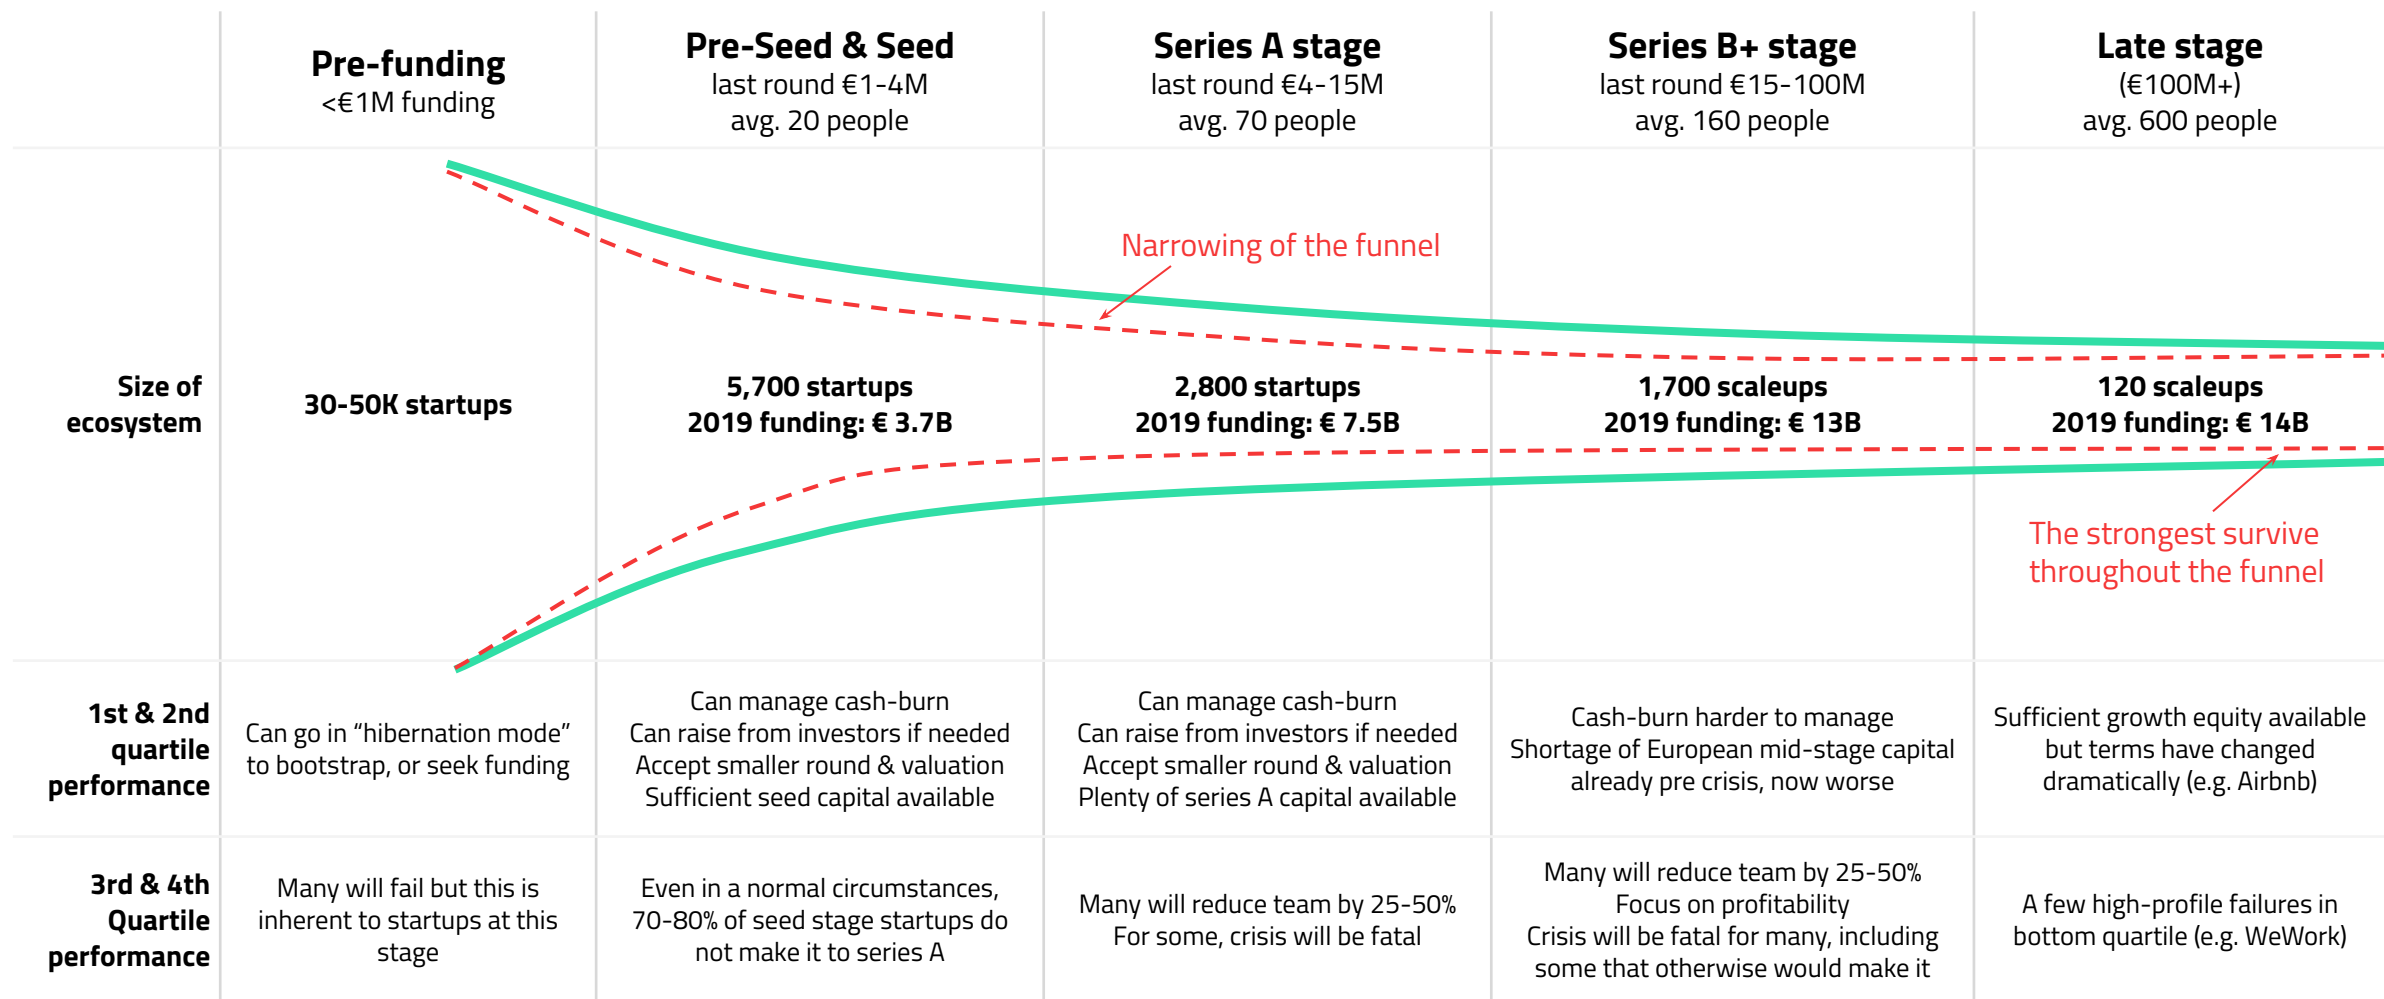 Pre-funding
<€1M funding
Pre-Seed & Seed
last round €1-4M
avg. 20 people
Series A stage
last round €4-15M
avg. 70 people
Series B+ stage
last round €15-100M
avg. 160 people
Late stage
(€100M+)
avg. 600 people
Narrowing of the funnel
Size of
ecosystem
30-50K startups
5,700 startups
2019 funding: € 3.7B
2,800 startups
2019 funding: € 7.5B
1,700 scaleups
2019 funding: € 13B
120 scaleups
2019 funding: € 14B
The strongest survive
throughout the funnel
1st & 2nd
quartile
performance
Can go in “hibernation mode”
to bootstrap, or seek funding
Can manage cash-burn
Can raise from investors if needed
Accept smaller round & valuation
Sufficient seed capital available
Can manage cash-burn
Can raise from investors if needed
Accept smaller round & valuation
Plenty of series A capital available
Cash-burn harder to manage
Shortage of European mid-stage capital
already pre crisis, now worse
Sufficient growth equity available
but terms have changed
dramatically (e.g. Airbnb)
3rd & 4th
Quartile
performance
Many will fail but this is
inherent to startups at this
stage
Even in a normal circumstances,
70-80% of seed stage startups do
not make it to series A
Many will reduce team by 25-50%
For some, crisis will be fatal
Many will reduce team by 25-50%
Focus on profitability
Crisis will be fatal for many, including
some that otherwise would make it
A few high-profile failures in
bottom quartile (e.g. WeWork)